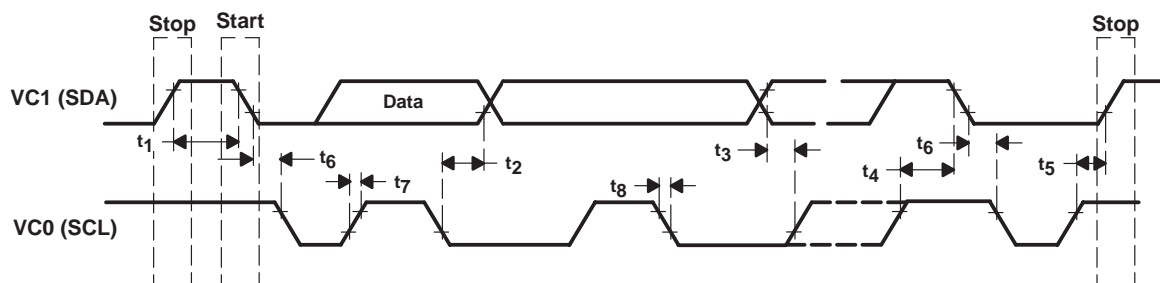 Stop Start Stop
VC1 (SDA)
Data
t1 t6 t7 t2 t8 t3 t4 t6 t5
VC0 (SCL)